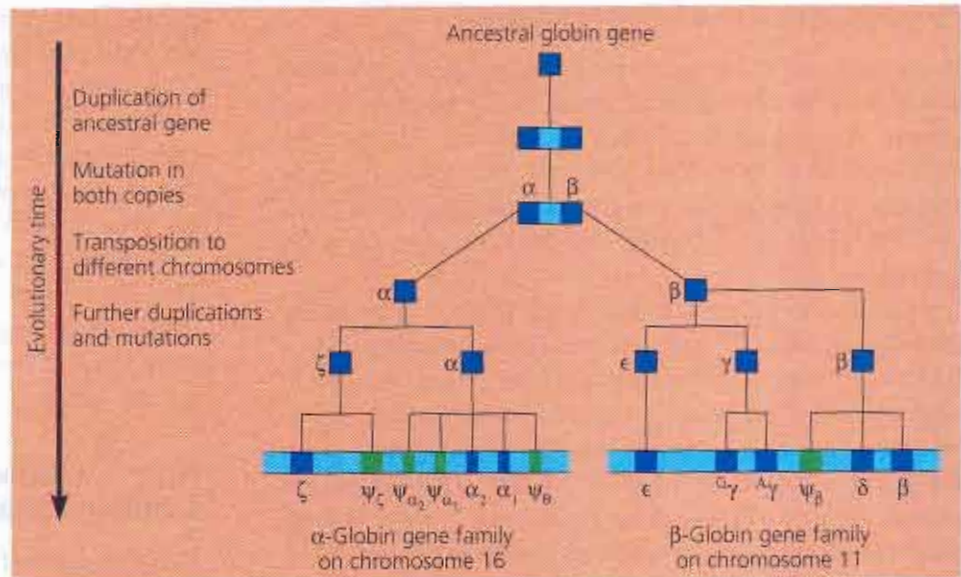 Ancestral globin gene
Duplication of
ancestral gene
Mutation in
both copies
Transposition to
different chromosomes
Further duplications
and mutations
Evolutionary time
α β
α
β
ζ
α
ϵ
γ
β
ζ ψζ ψα₂ ψα₁ α₂ α₁ ψθ
ϵ ᴳγ ᴬγ ψβ δ β
α-Globin gene family
on chromosome 16
β-Globin gene family
on chromosome 11